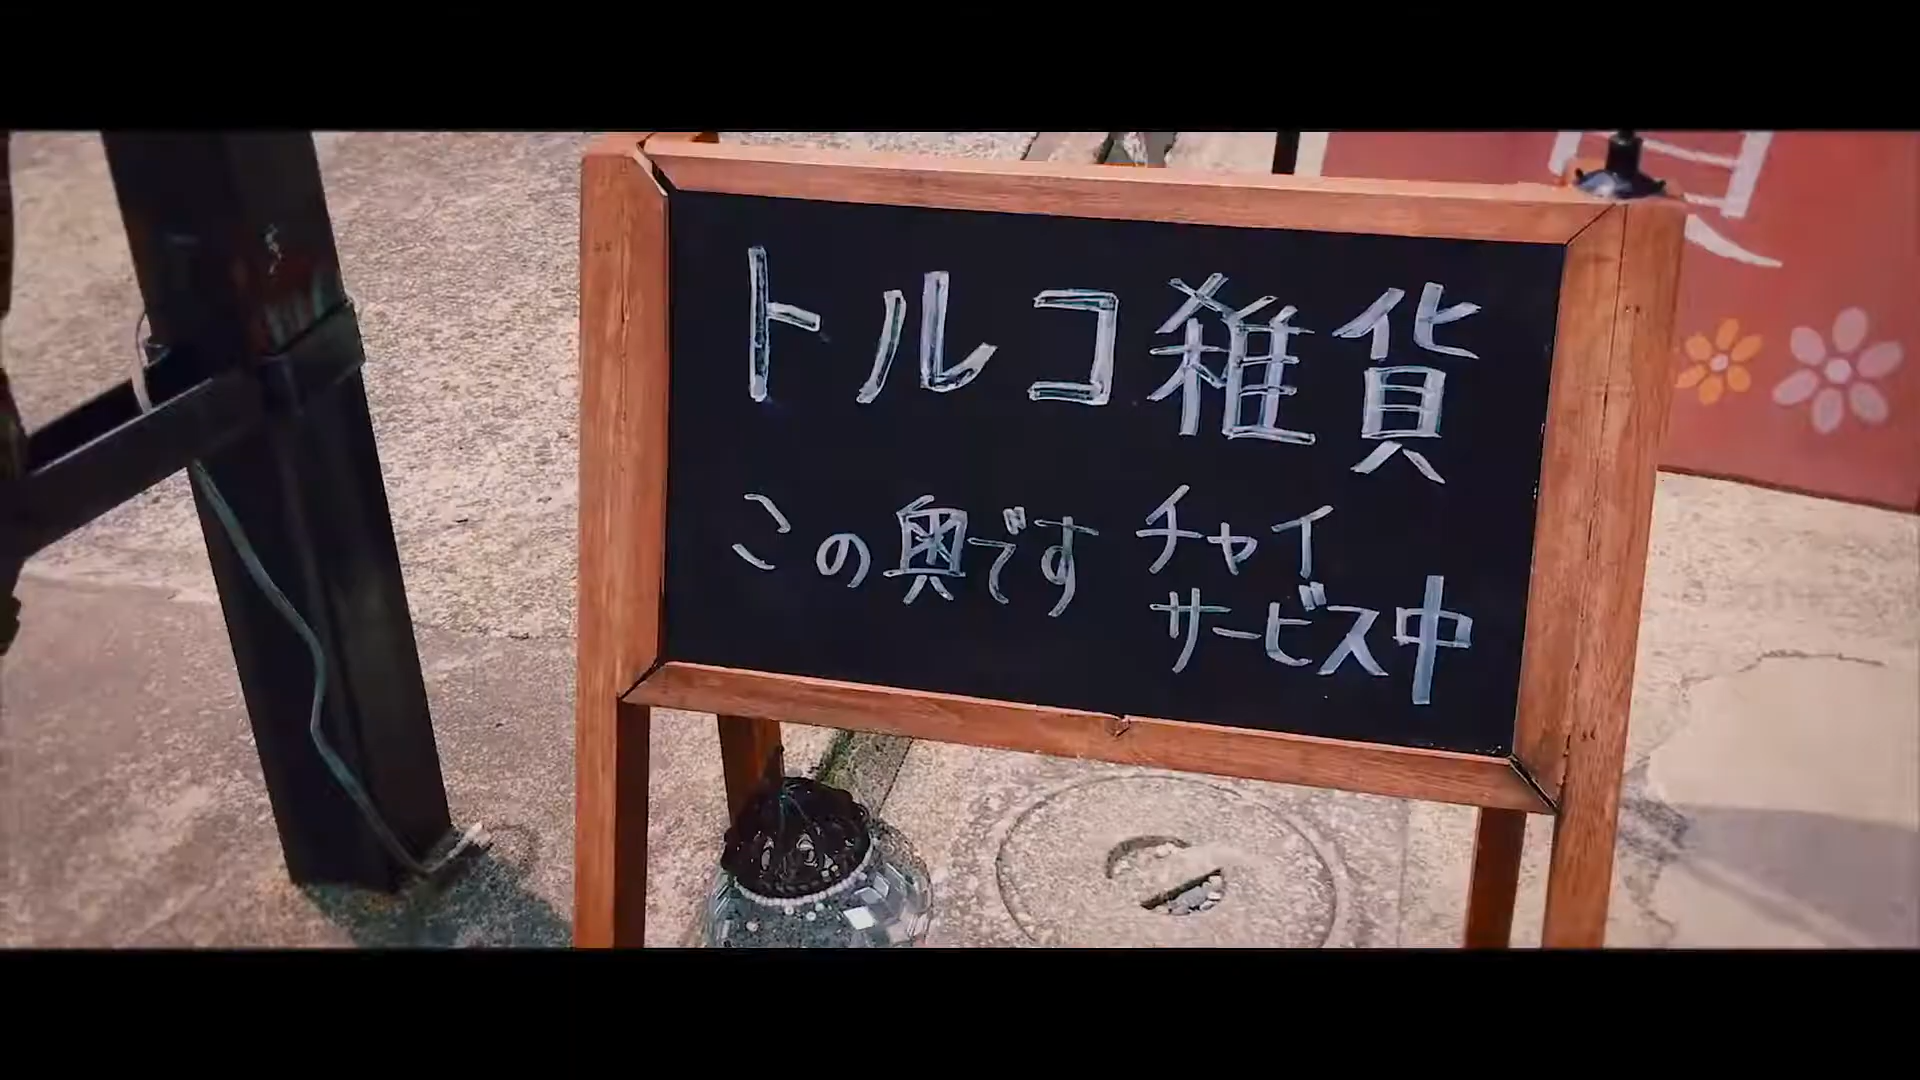 トルコ雑貨
この奥です
チャイ
サービス中